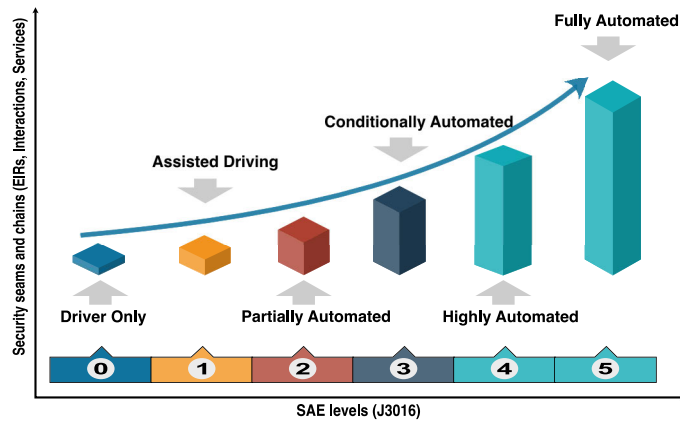 Fully Automated
Conditionally Automated
Assisted Driving
Driver Only
Partially Automated
Highly Automated
0 1 2 3 4 5
SAE levels (J3016)
Security seams and chains (EIRs, Interactions, Services)